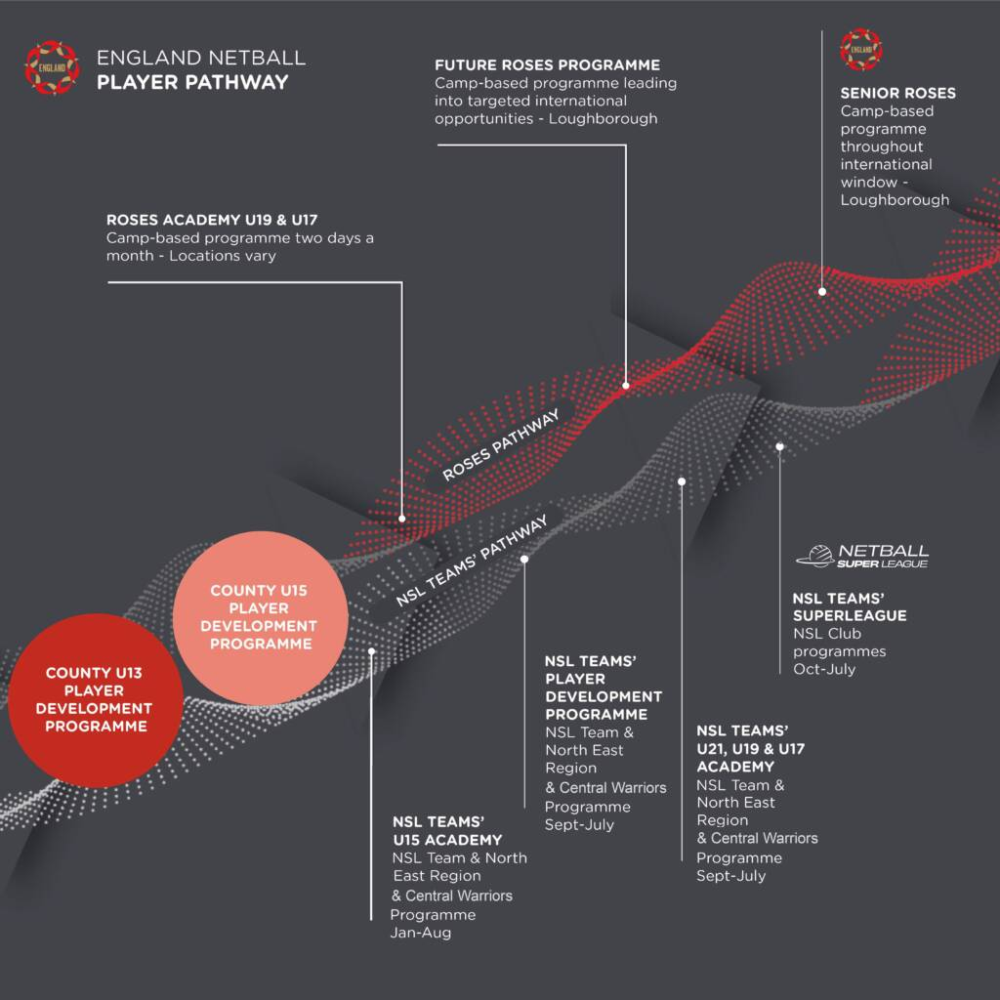 ENGLAND
ENGLAND NETBALL
PLAYER PATHWAY
FUTURE ROSES PROGRAMME
Camp-based programme leading
into targeted international
opportunities - Loughborough
ENGLAND
SENIOR ROSES
Camp-based
programme
throughout
international
window -
Loughborough
ROSES ACADEMY U19 & U17
Camp-based programme two days a
month - Locations vary
ROSES PATHWAY
NSL TEAMS' PATHWAY
COUNTY U15
PLAYER
DEVELOPMENT
PROGRAMME
COUNTY U13
PLAYER
DEVELOPMENT
PROGRAMME
NETBALL
SUPER LEAGUE
NSL TEAMS'
SUPERLEAGUE
NSL Club
programmes
Oct-July
NSL TEAMS'
PLAYER
DEVELOPMENT
PROGRAMME
NSL Team &
North East
Region
& Central Warriors
Programme
Sept-July
NSL TEAMS'
U21, U19 & U17
ACADEMY
NSL Team &
North East
Region
& Central Warriors
Programme
Sept-July
NSL TEAMS'
U15 ACADEMY
NSL Team & North
East Region
& Central Warriors
Programme
Jan-Aug